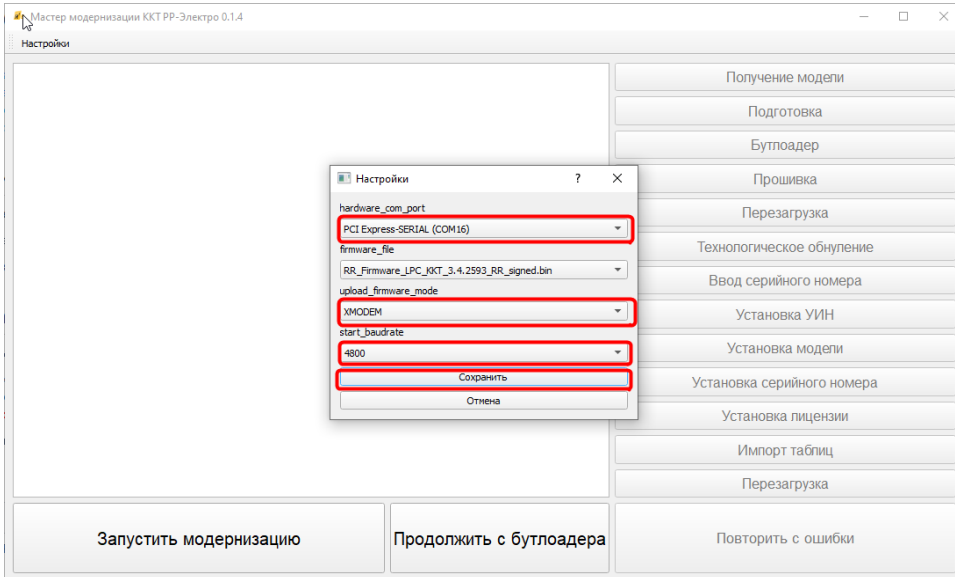 Мастер модернизации ККТ РР-Электро 0.1.4
Настройки
Получение модели
Подготовка
Бутлоадер
Прошивка
Перезагрузка
Технологическое обнуление
Ввод серийного номера
Установка УИН
Установка модели
Установка серийного номера
Установка лицензии
Импорт таблиц
Перезагрузка
Настройки
hardware_com_port
PCI Express-SERIAL (COM16)
firmware_file
RR_Firmware_LPC_KKT_3.4.2593_RR_signed.bin
upload_firmware_mode
XMODEM
start_baudrate
4800
Сохранить
Отмена
Запустить модернизацию
Продолжить с бутлоадера
Повторить с ошибки